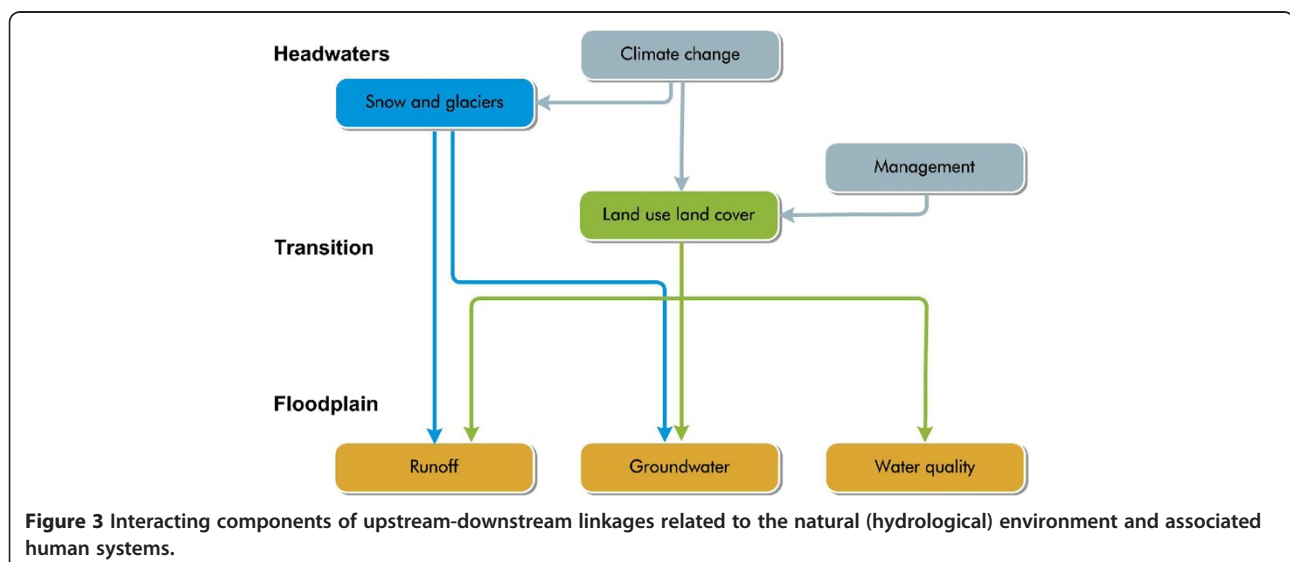 Headwaters
Climate change
Snow and glaciers
Management
Land use land cover
Transition
Floodplain
Runoff
Groundwater
Water quality
Figure 3 Interacting components of upstream-downstream linkages related to the natural (hydrological) environment and associated
human systems.